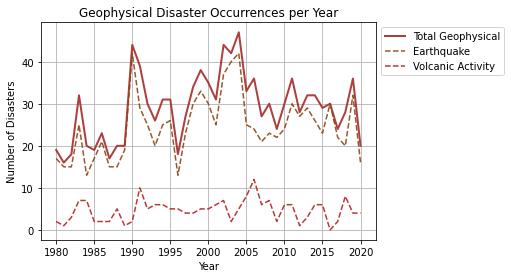 Geophysical Disaster Occurrences per Year
Total Geophysical
Earthquake
Volcanic Activity
Number of Disasters
40
30
20
10
0
1980 1985 1990 1995 2000 2005 2010 2015 2020
Year